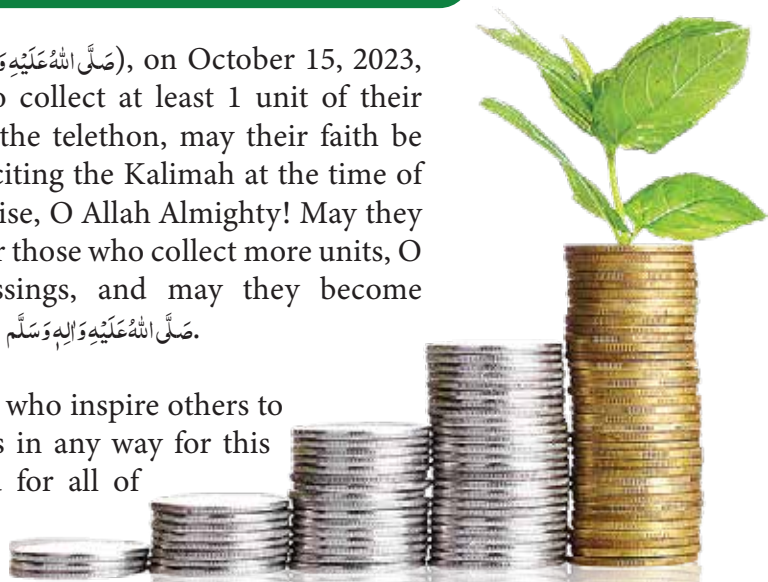 (صَلَّى اللّٰهُ عَلَيْهِ), on October 15, 2023,
collect at least 1 unit of their
the telethon, may their faith be
citing the Kalimah at the time of
ise, O Allah Almighty! May they
r those who collect more units, O
ssings, and may they become
صَلَّى اللّٰهُ عَلَيْهِ وَاٰلِهٖ وَسَلَّم.
who inspire others to
s in any way for this
for all of